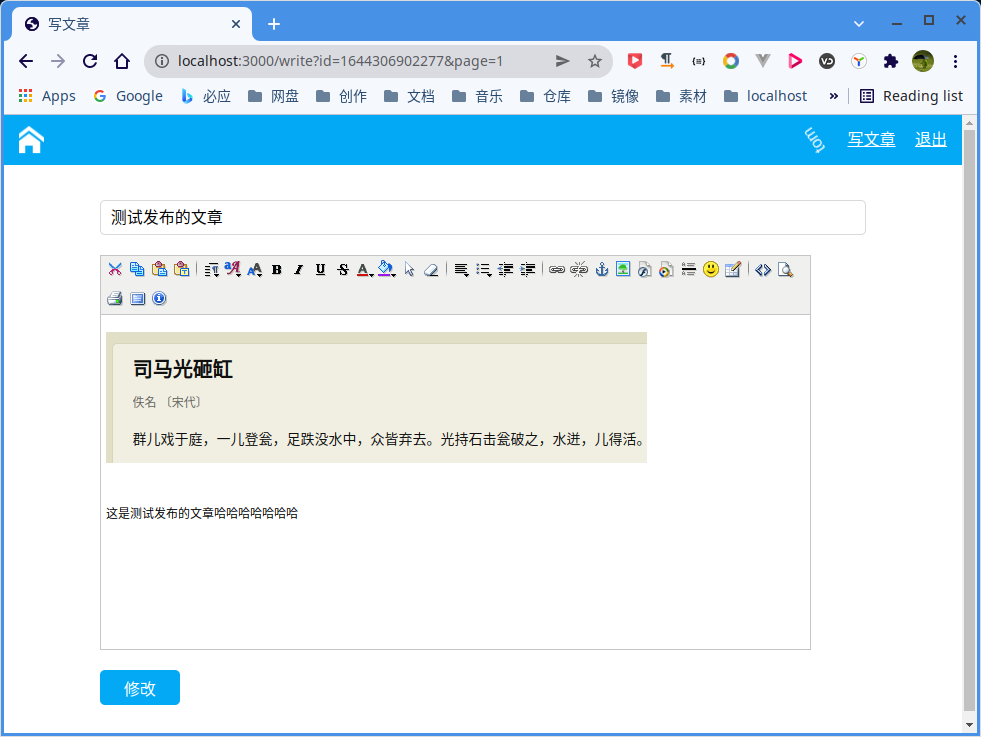 写文章
localhost:3000/write?id=1644306902277&page=1
Apps Google 必应 网盘 创作 文档 音乐 仓库 镜像 素材 localhost » Reading list
tom 写文章 退出
测试发布的文章
司马光砸缸
佚名 〔宋代〕
群儿戏于庭，一儿登瓮，足跌没水中，众皆弃去。光持石击瓮破之，水迸，儿得活。
这是测试发布的文章哈哈哈哈哈哈哈
修改